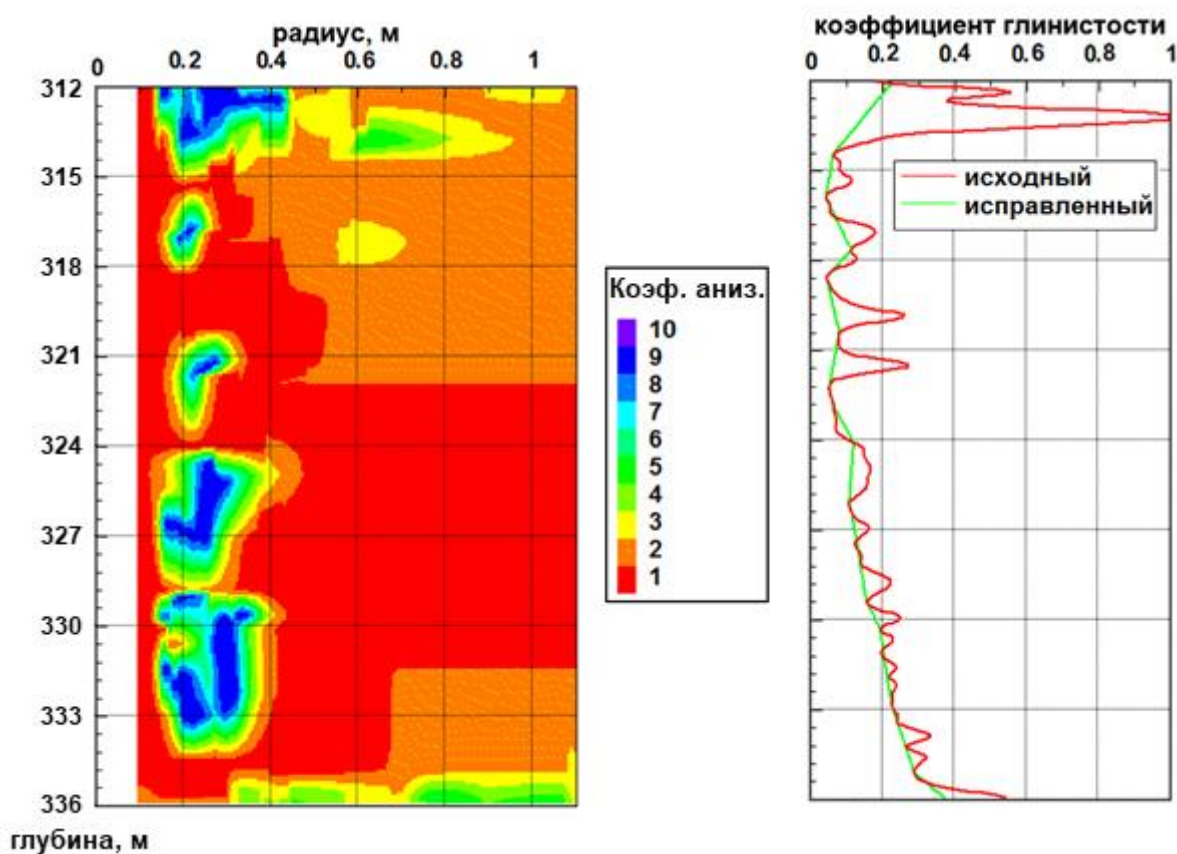 радиус, м
0 0.2 0.4 0.6 0.8 1
312
315
318
321
324
327
330
333
336
глубина, м
Коэф. аниз.
10
9
8
7
6
5
4
3
2
1
коэффициент глинистости
0 0.2 0.4 0.6 0.8 1
исходный
исправленный